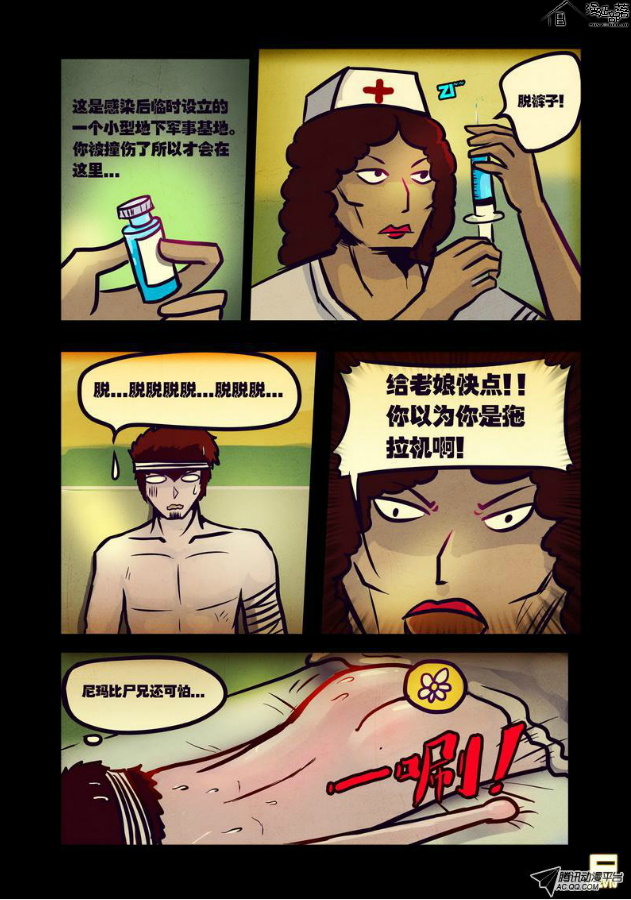 这是感染后临时设立的
一个小型地下军事基地。
你被撞伤了所以才会在
这里...
脱裤子!
脱...脱脱脱脱...脱脱脱...
给老娘快点!!
你以为你是拖
拉机啊!
尼玛比尸兄还可怕...
一唰!
腾讯动漫平台
AC.QQ.COM